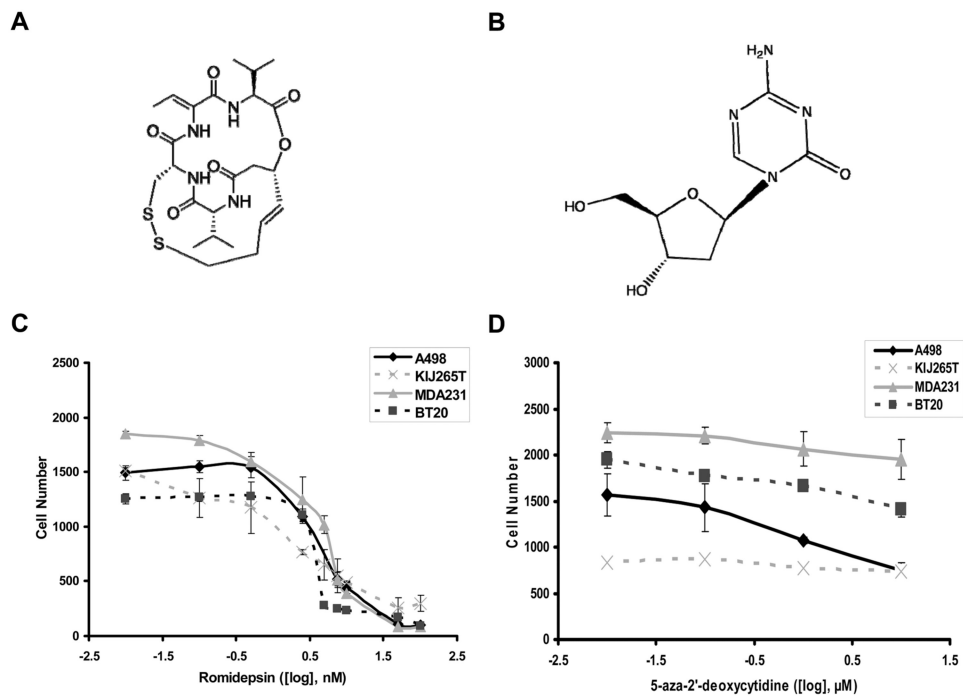 A
B
O
NH
O
N
H
O
O
O
NH
O
NH
O
O
N
H
S
S
H₂N
N
N
N
O
O
HO
HO
C
D
2500
2000
1500
1000
500
0
Cell Number
-2.5
-1.5
-0.5
0.5
1.5
2.5
Romidepsin ([log], nM)
A498
KIJ265T
MDA231
BT20
3000
2500
2000
1500
1000
500
0
Cell Number
-2.5
-1.5
-0.5
0.5
1.5
5-aza-2'-deoxycytidine ([log], µM)
A498
KIJ265T
MDA231
BT20